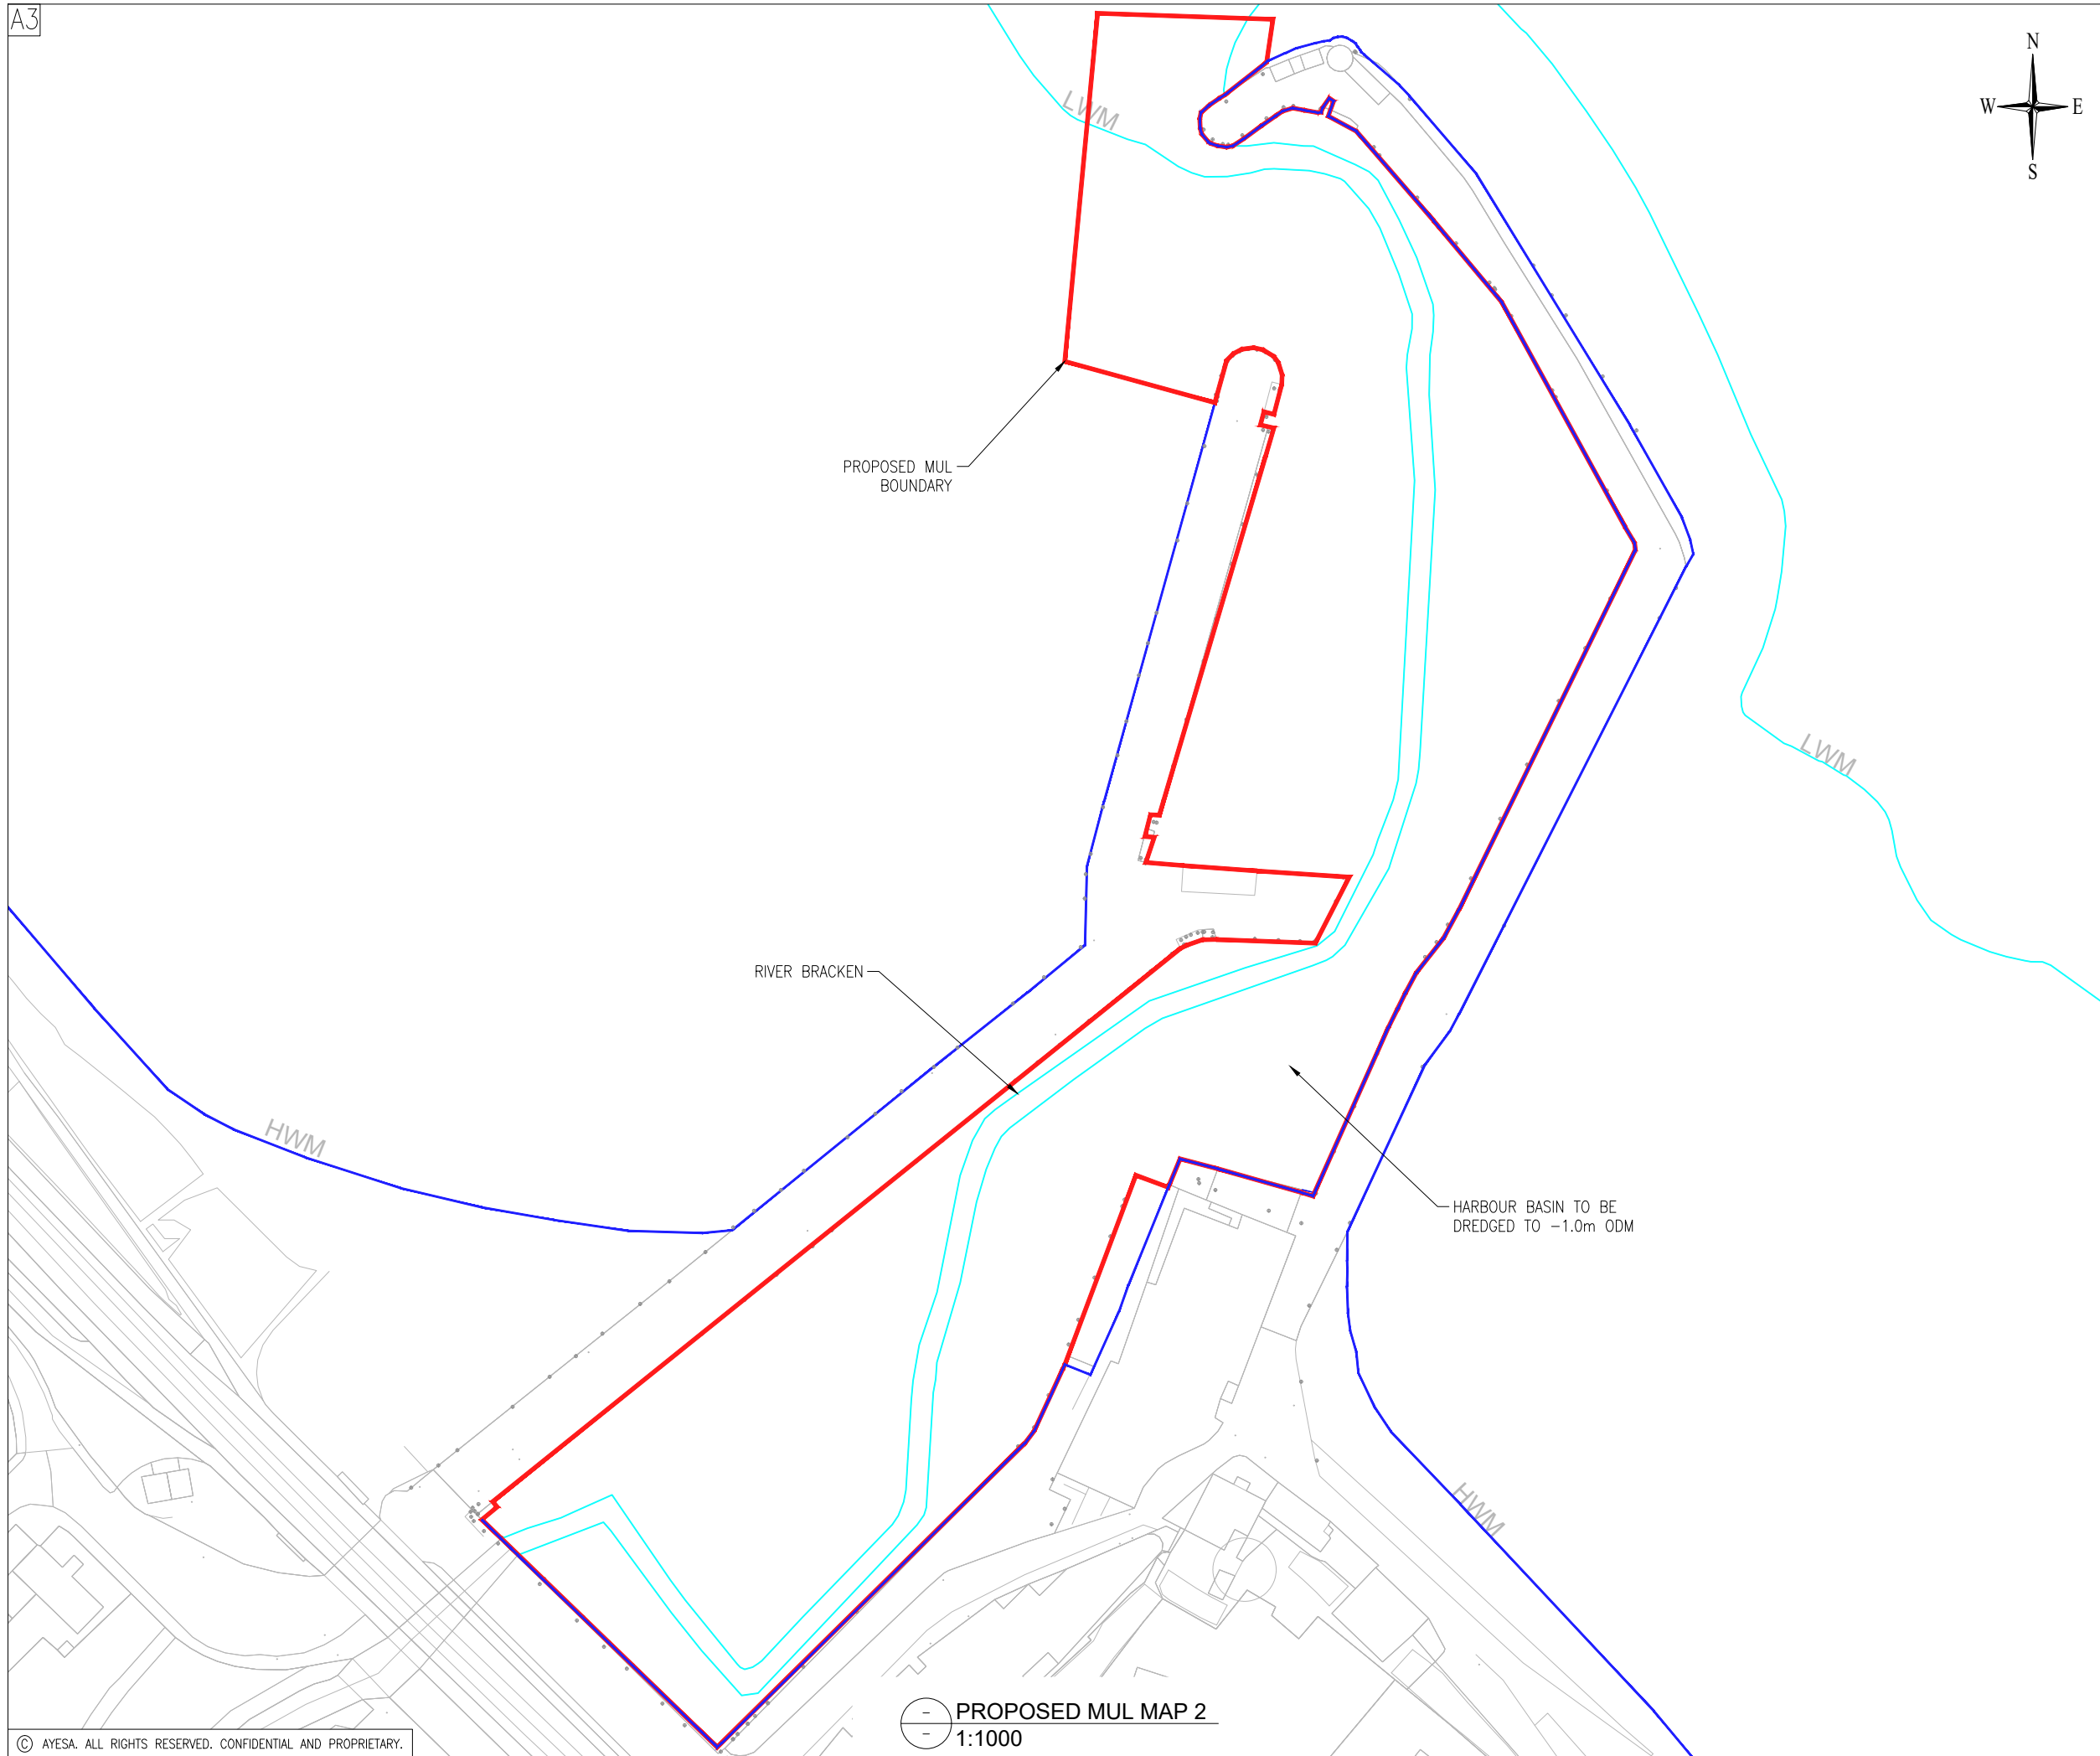 A3
N
W E
S
LWM
PROPOSED MUL
BOUNDARY
LWM
RIVER BRACKEN
HWM
HARBOUR BASIN TO BE
DREDGED TO -1.0m ODM
HWM
-
PROPOSED MUL MAP 2
-
1:1000
© AYESA. ALL RIGHTS RESERVED. CONFIDENTIAL AND PROPRIETARY.